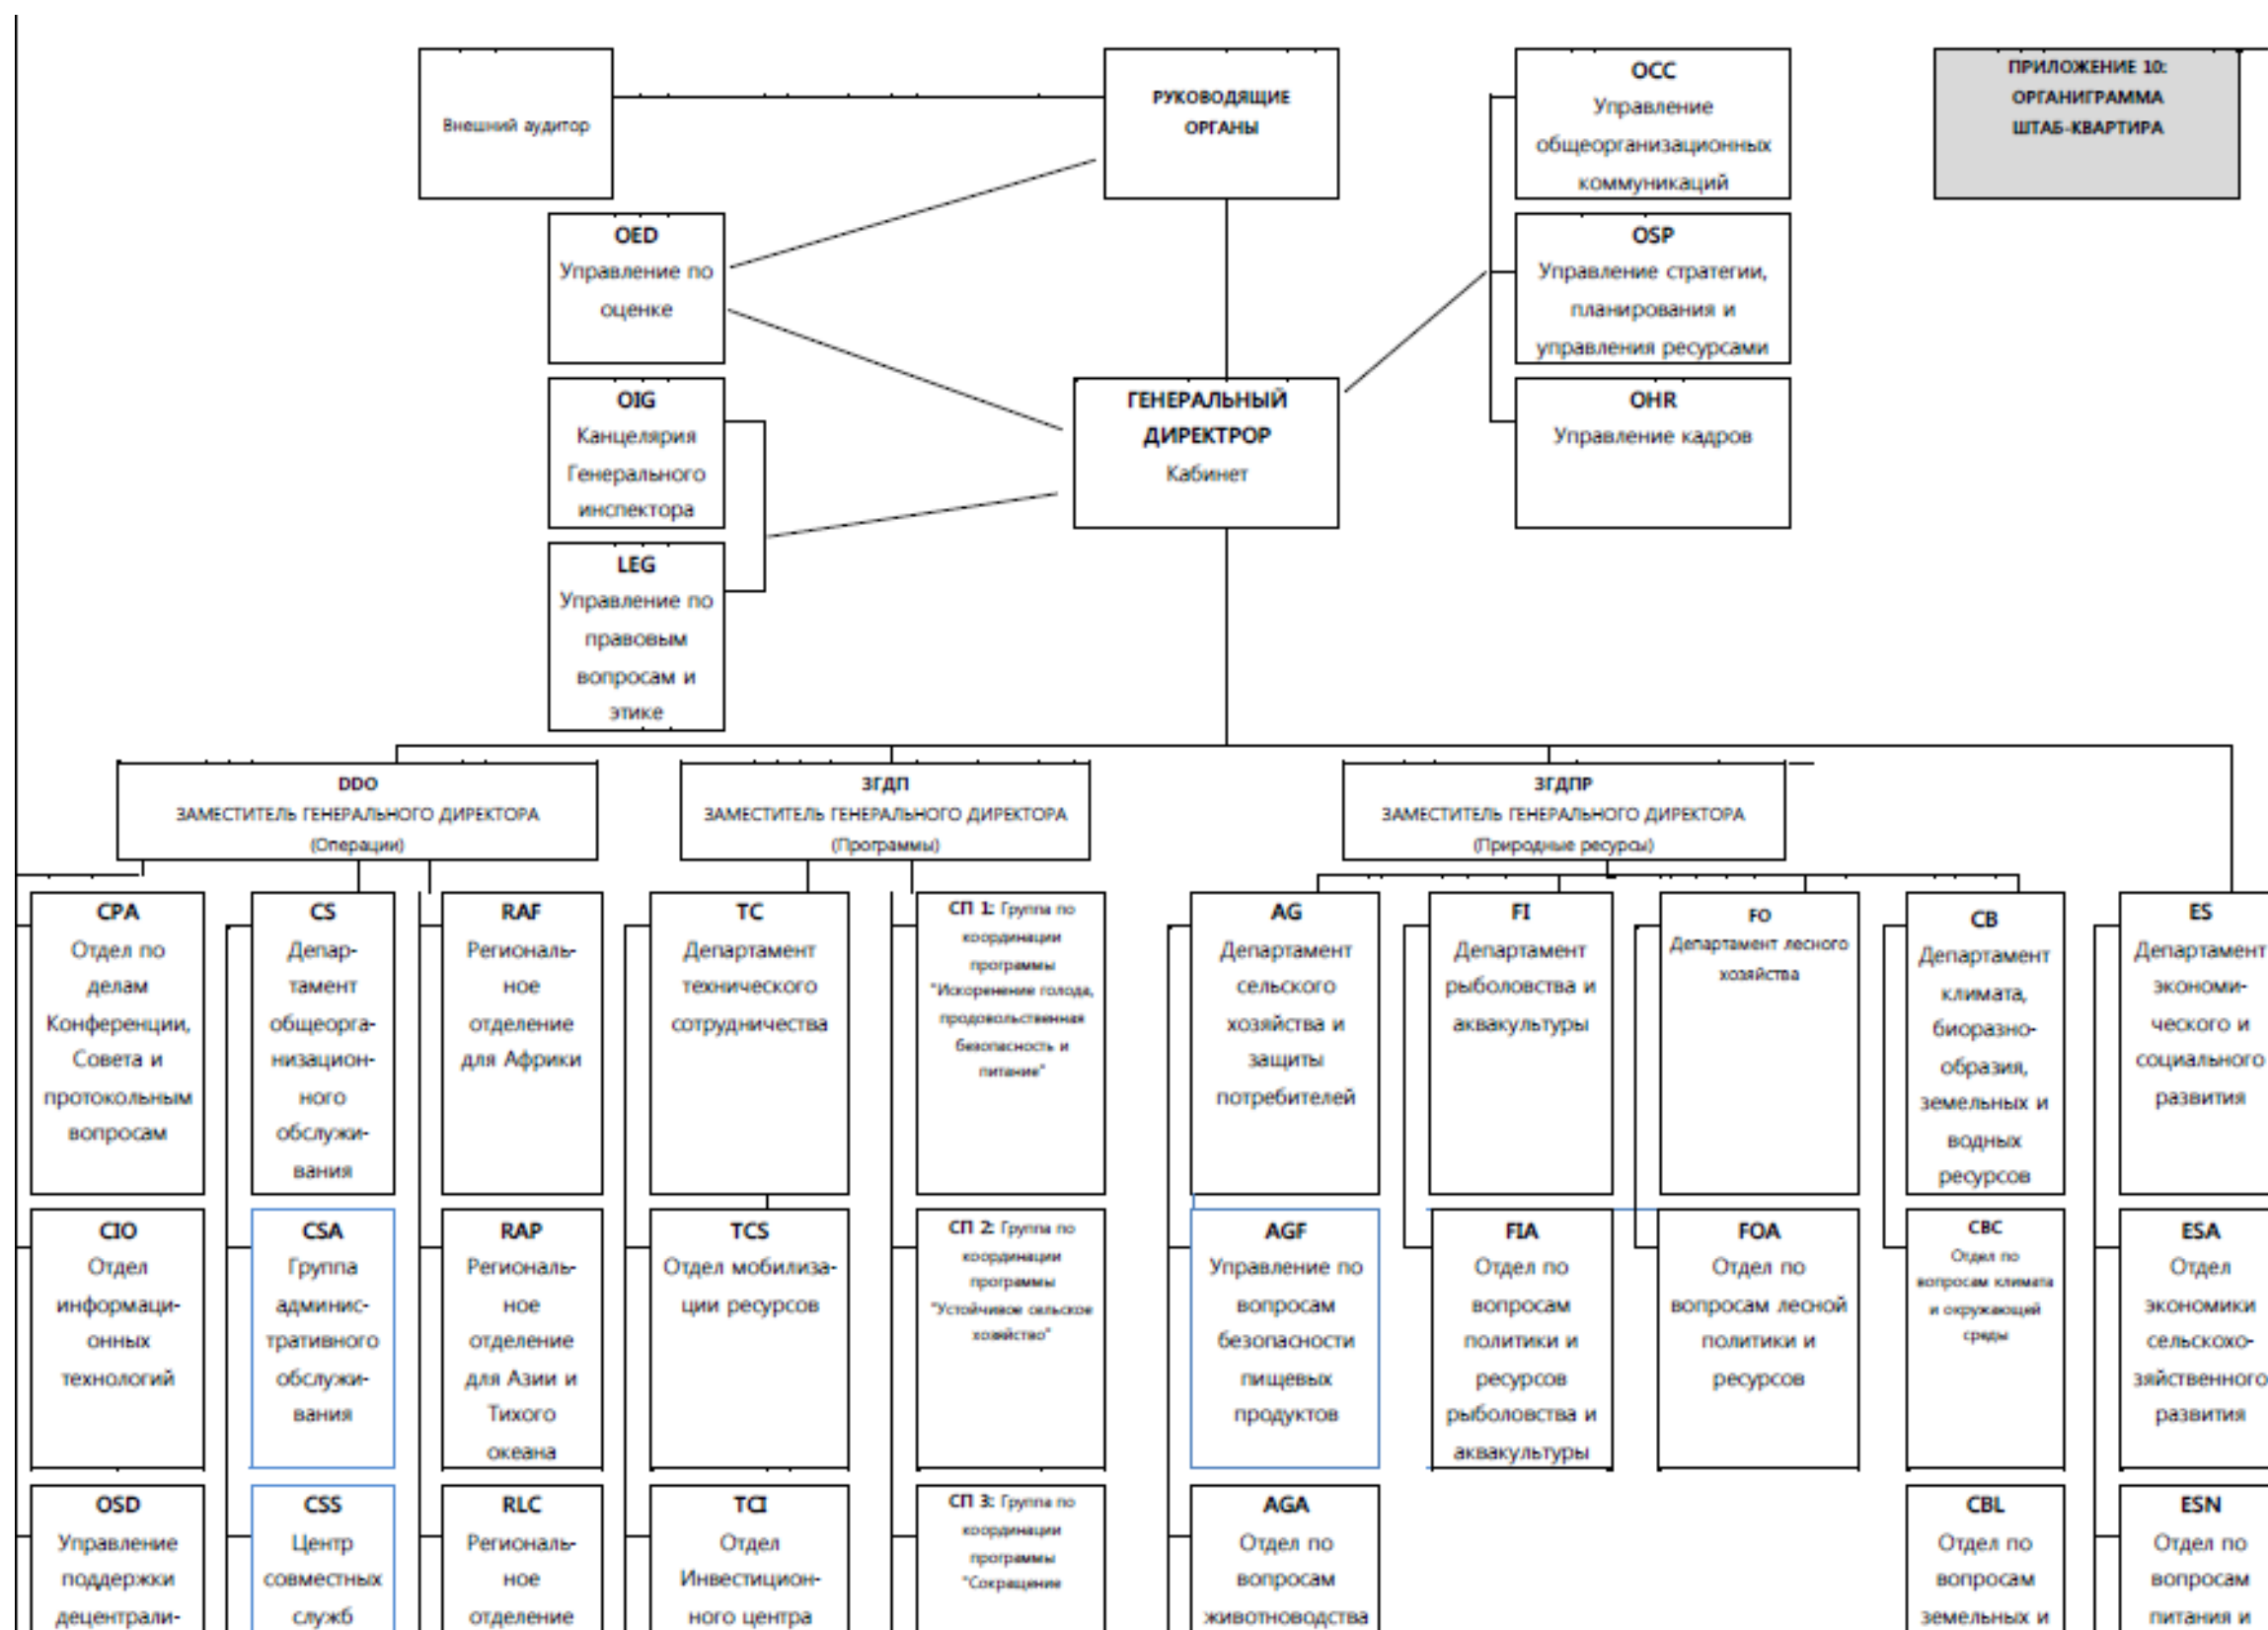 Внешний аудитор
РУКОВОДЯЩИЕ
ОРГАНЫ
OCC
Управление
общеорганизационных
коммуникаций
ПРИЛОЖЕНИЕ 10:
ОРГАНИГРАММА
ШТАБ-КВАРТИРА
OED
Управление по
оценке
OSP
Управление стратегии,
планирования и
управления ресурсами
OIG
Канцелярия
Генерального
инспектора
ГЕНЕРАЛЬНЫЙ
ДИРЕКТРОР
Кабинет
OHR
Управление кадров
LEG
Управление по
правовым
вопросам и
этике
DDO
ЗАМЕСТИТЕЛЬ ГЕНЕРАЛЬНОГО ДИРЕКТОРА
(Операции)
ЗГДП
ЗАМЕСТИТЕЛЬ ГЕНЕРАЛЬНОГО ДИРЕКТОРА
(Программы)
ЗГДПР
ЗАМЕСТИТЕЛЬ ГЕНЕРАЛЬНОГО ДИРЕКТОРА
(Природные ресурсы)
CPA
Отдел по
делам
Конференции,
Совета и
протокольным
вопросам
CS
Депар-
тамент
общеорга-
низацион-
ного
обслужи-
вания
RAF
Региональ-
ное
отделение
для Африки
TC
Департамент
технического
сотрудничества
СП 1: Группа по
координации
программы
"Искоренение голода,
продовольственная
безопасность и
питание"
AG
Департамент
сельского
хозяйства и
защиты
потребителей
FI
Департамент
рыболовства и
аквакультуры
FO
Департамент лесного
хозяйства
CB
Департамент
климата,
биоразно-
образия,
земельных и
водных
ресурсов
ES
Департамент
экономи-
ческого и
социального
развития
CIO
Отдел
информаци-
онных
технологий
CSA
Группа
админис-
тративного
обслужи-
вания
RAP
Региональ-
ное
отделение
для Азии и
Тихого
океана
TCS
Отдел мобилиза-
ции ресурсов
СП 2: Группа по
координации
программы
"Устойчивое сельское
хозяйство"
AGF
Управление по
вопросам
безопасности
пищевых
продуктов
FIA
Отдел по
вопросам
политики и
ресурсов
рыболовства и
аквакультуры
FOA
Отдел по
вопросам лесной
политики и
ресурсов
CBC
Отдел по
вопросам климата
и окружающей
среды
ESA
Отдел
экономики
сельскохо-
зяйственного
развития
OSD
Управление
поддержки
децентрали-
CSS
Центр
совместных
служб
RLC
Региональ-
ное
отделение
TCI
Отдел
Инвестицион-
ного центра
СП 3: Группа по
координации
программы
"Сокращение
AGA
Отдел по
вопросам
животноводства
CBL
Отдел по
вопросам
земельных и
ESN
Отдел по
вопросам
питания и